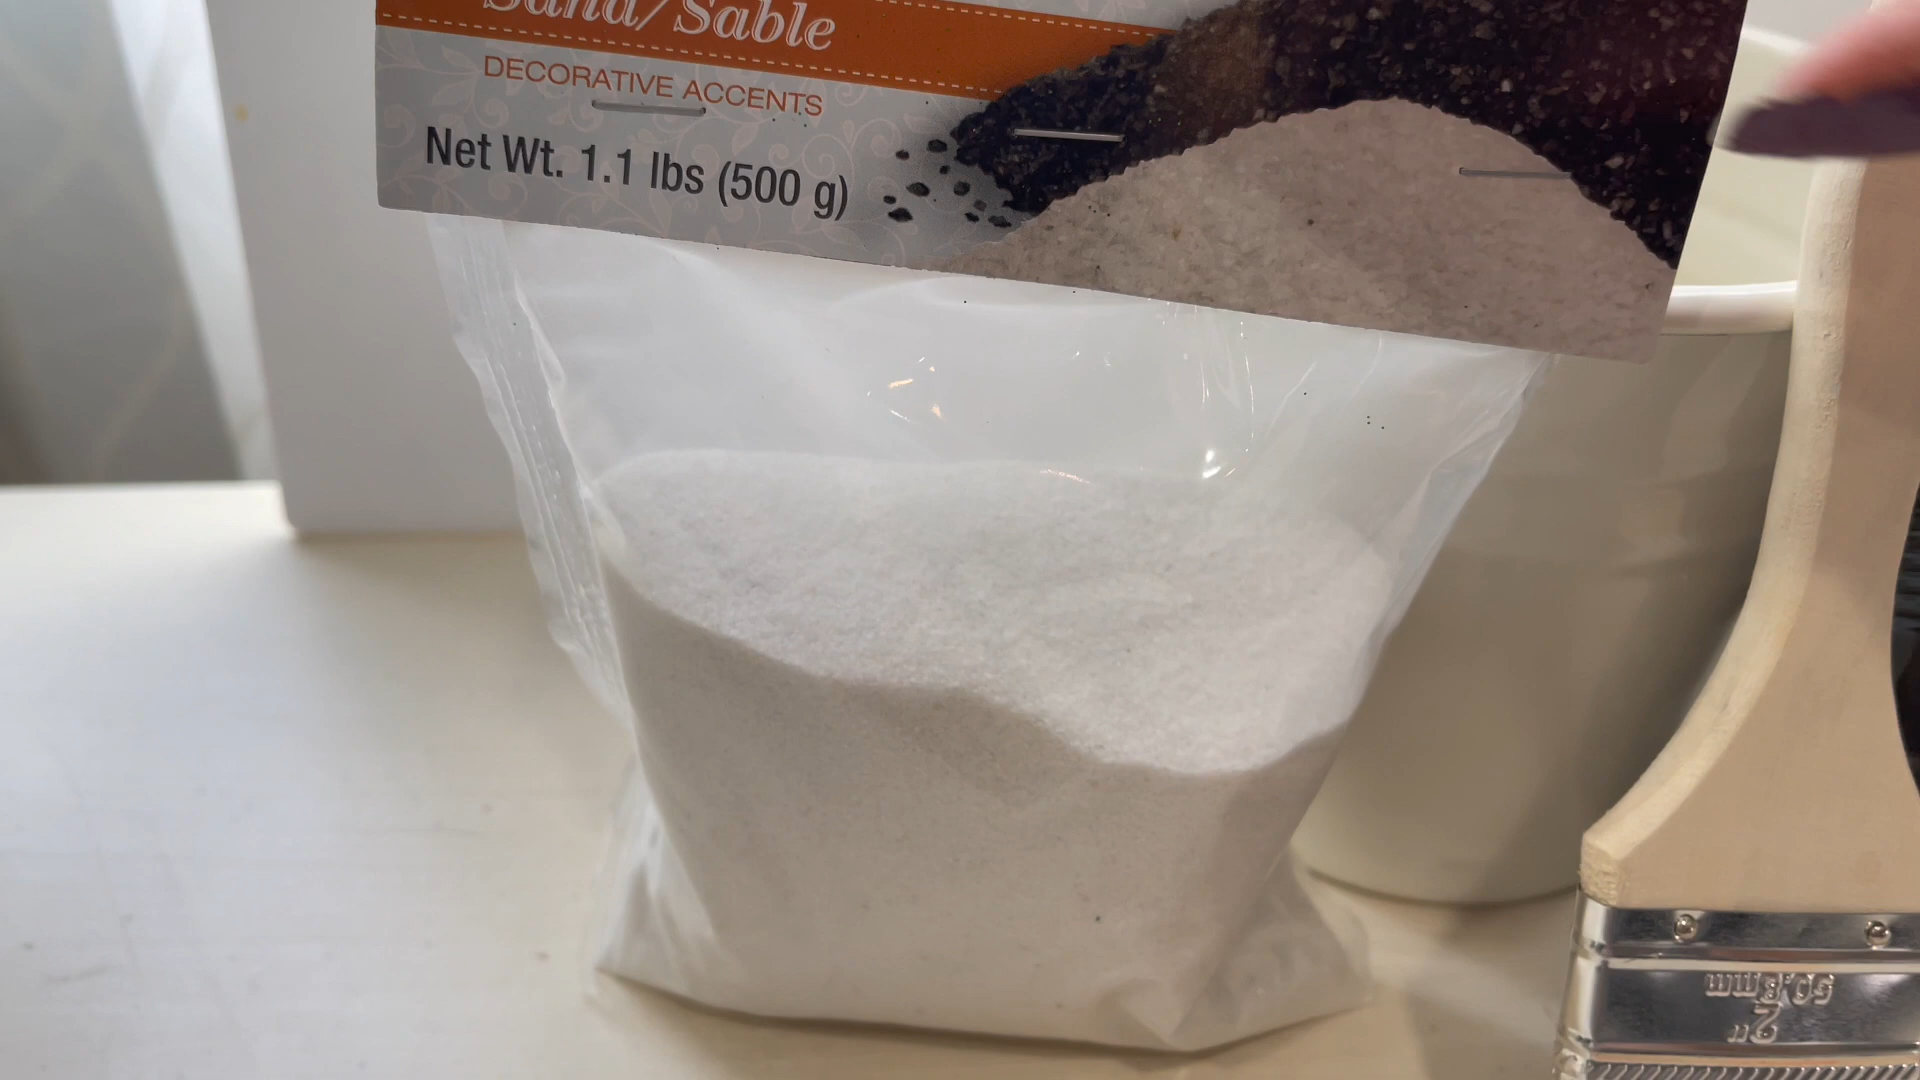 Sand/Sable
DECORATIVE ACCENTS
Net Wt. 1.1 lbs (500 g)
2"
50.8mm